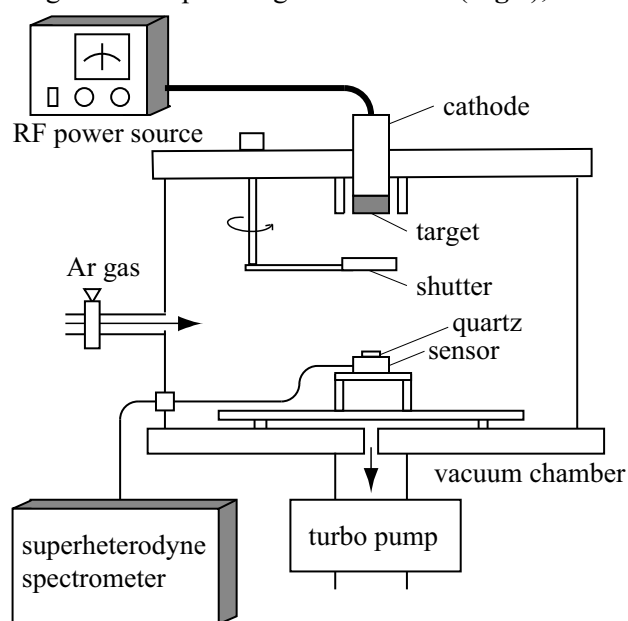 RF power source
cathode
target
shutter
Ar gas
quartz
sensor
vacuum chamber
turbo pump
superheterodyne
spectrometer